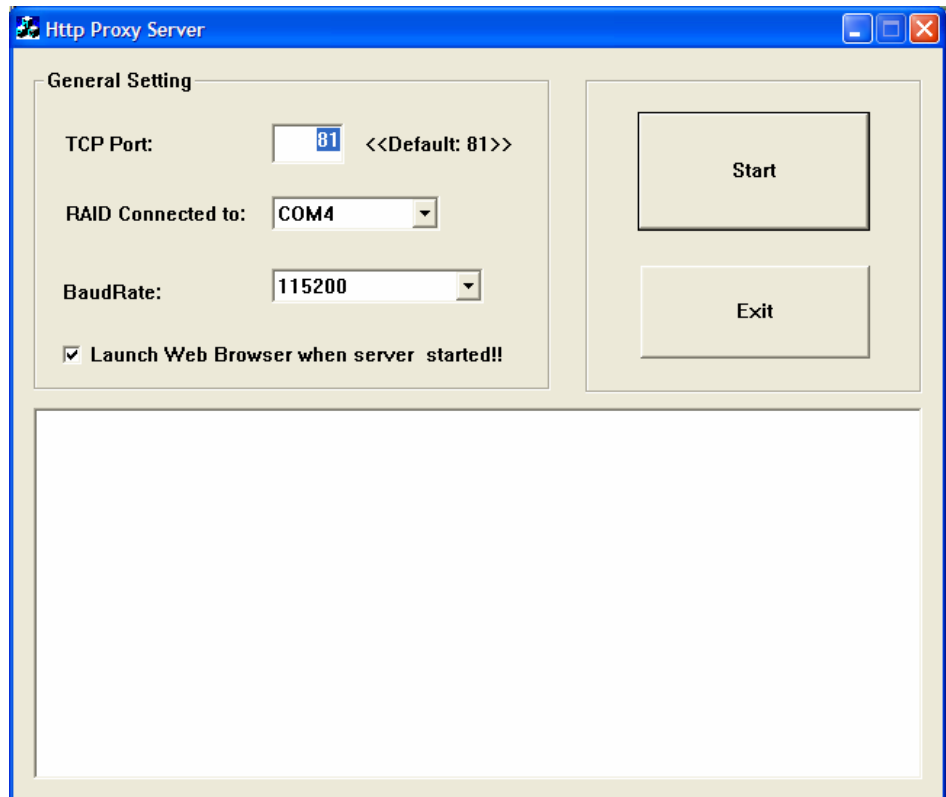 Http Proxy Server
General Setting
TCP Port: 81 <<Default: 81>>
RAID Connected to: COM4
BaudRate: 115200
Launch Web Browser when server started!!
Start
Exit